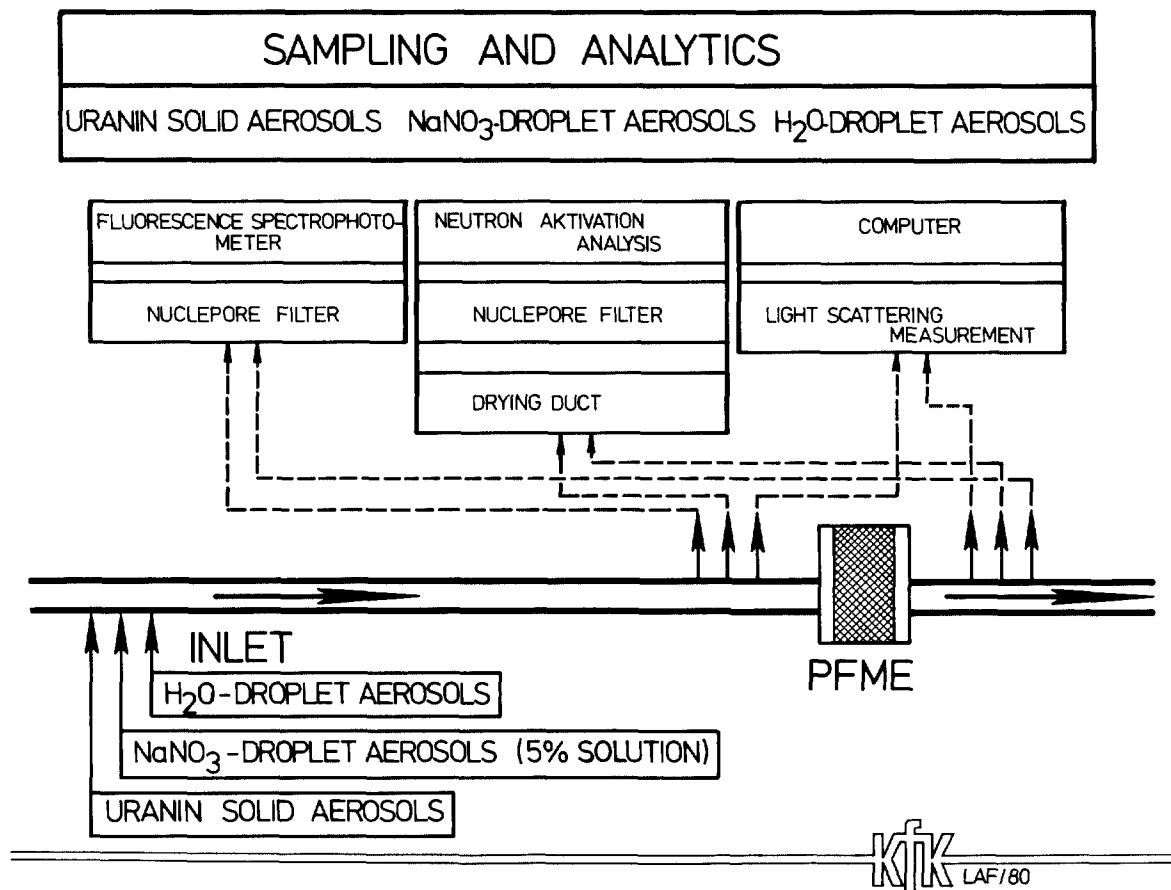 SAMPLING AND ANALYTICS
URANIN SOLID AEROSOLS NaNO₃-DROPLET AEROSOLS H₂O-DROPLET AEROSOLS
FLUORESCENCE SPECTROPHOTO-
METER
NUCLEPORE FILTER
NEUTRON AKTIVATION
ANALYSIS
NUCLEPORE FILTER
DRYING DUCT
COMPUTER
LIGHT SCATTERING
MEASUREMENT
INLET
PFME
H₂O-DROPLET AEROSOLS
NaNO₃-DROPLET AEROSOLS (5% SOLUTION)
URANIN SOLID AEROSOLS
KfK
LAF/80